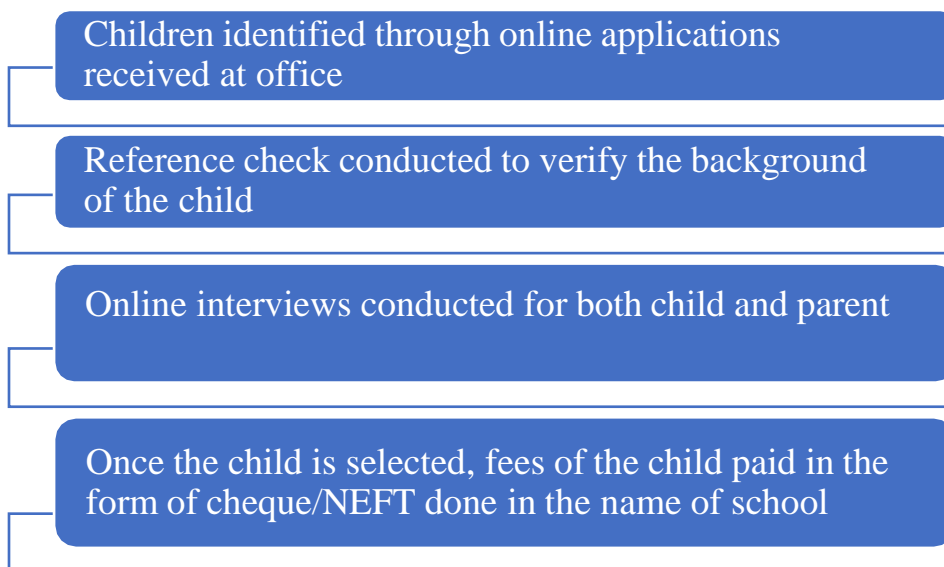 Children identified through online applications
received at office
Reference check conducted to verify the background
of the child
Online interviews conducted for both child and parent
Once the child is selected, fees of the child paid in the
form of cheque/NEFT done in the name of school